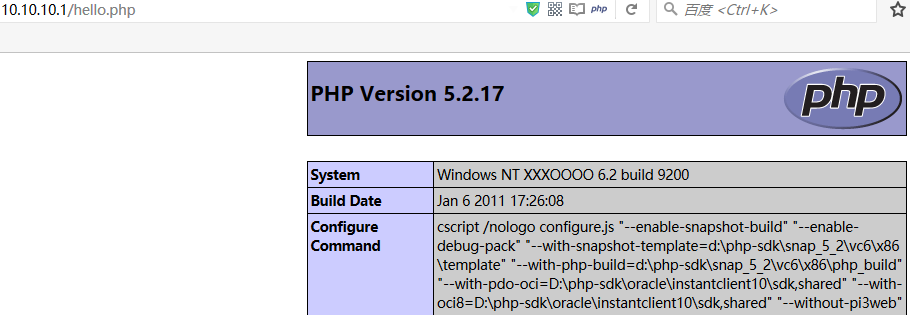 10.10.10.1/hello.php
php
百度 <Ctrl+K>
PHP Version 5.2.17
php
System
Windows NT XXXOOOO 6.2 build 9200
Build Date
Jan 6 2011 17:26:08
Configure
Command
cscript /nologo configure.js "--enable-snapshot-build" "--enable-
debug-pack" "--with-snapshot-template=d:\php-sdk\snap_5_2\vc6\x86
\template" "--with-php-build=d:\php-sdk\snap_5_2\vc6\x86\php_build"
"--with-pdo-oci=D:\php-sdk\oracle\instantclient10\sdk,shared" "--with-
oci8=D:\php-sdk\oracle\instantclient10\sdk,shared" "--without-pi3web"